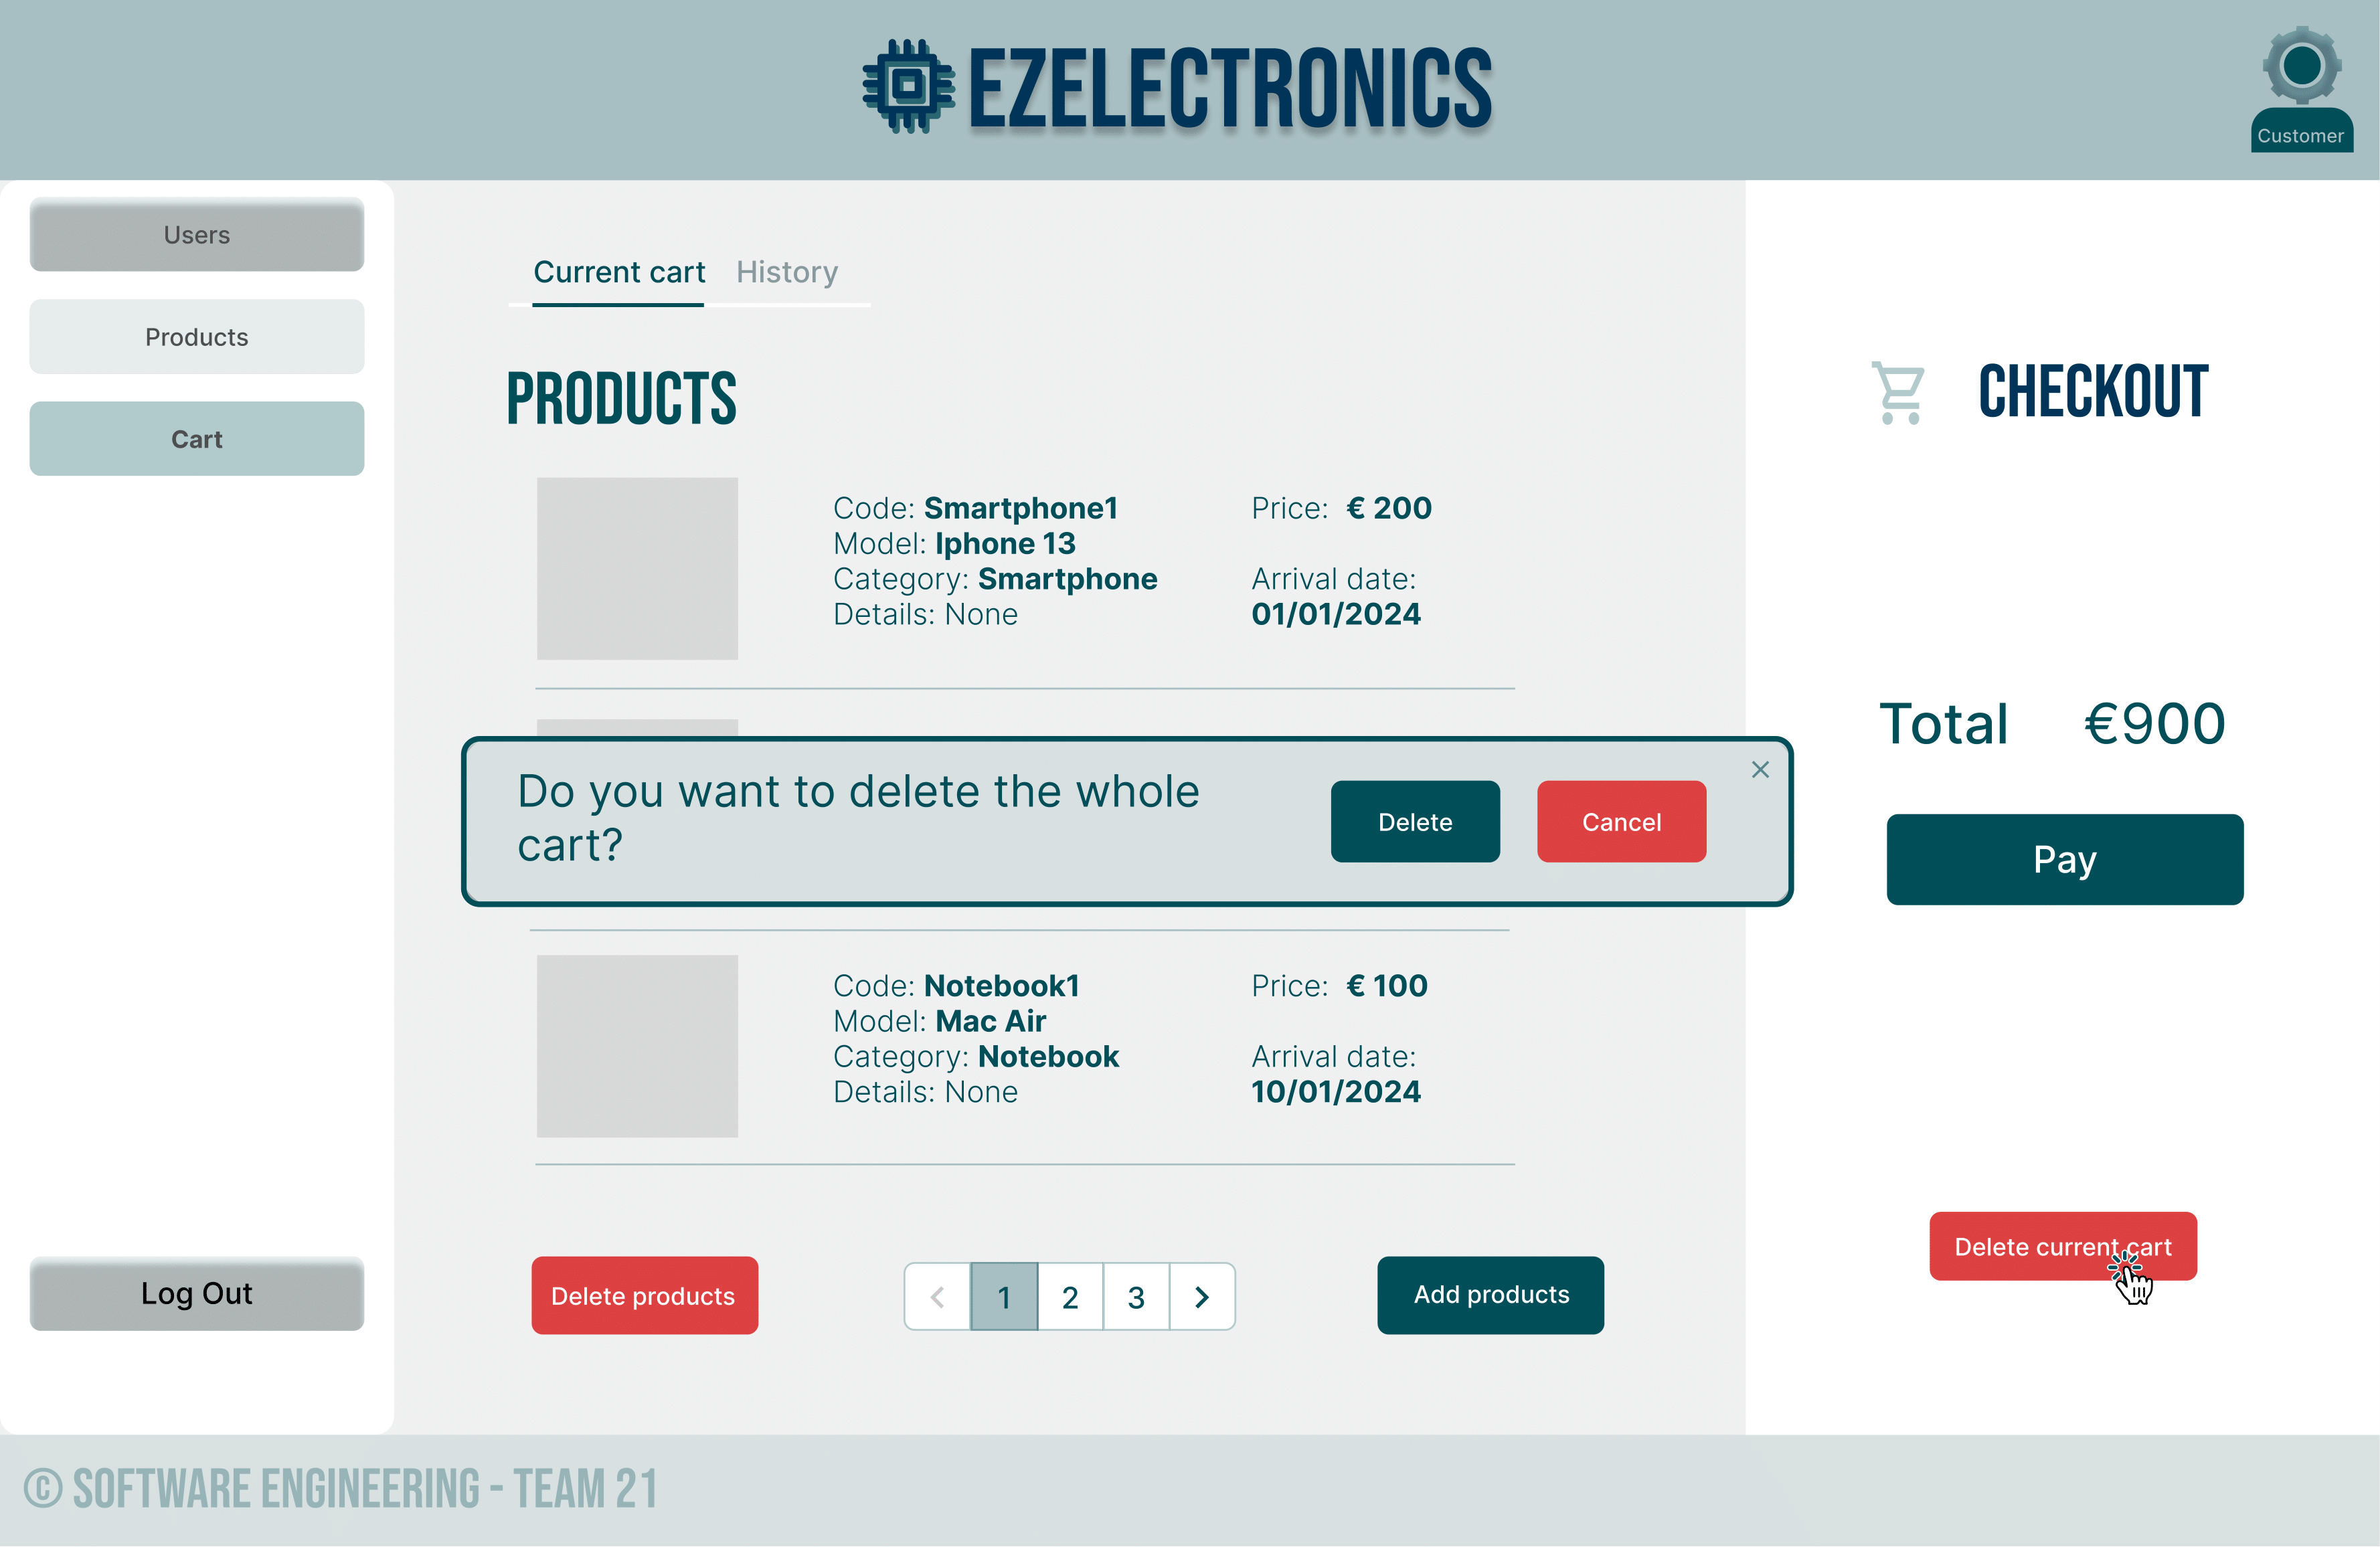 EZELECTRONICS
Customer
Users
Products
Cart
Log Out
Current cart
History
PRODUCTS
Code: Smartphone1
Model: Iphone 13
Category: Smartphone
Details: None
Price: € 200
Arrival date:
01/01/2024
Do you want to delete the whole
cart?
Delete
Cancel
Code: Notebook1
Model: Mac Air
Category: Notebook
Details: None
Price: € 100
Arrival date:
10/01/2024
Delete products
1
2
3
Add products
CHECKOUT
Total €900
Pay
Delete current cart
© SOFTWARE ENGINEERING - TEAM 21